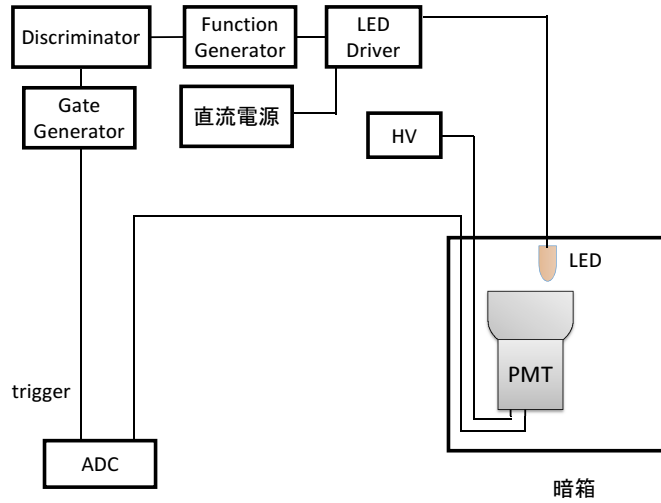 Discriminator
Function
Generator
LED
Driver
Gate
Generator
直流電源
HV
LED
PMT
trigger
ADC
暗箱